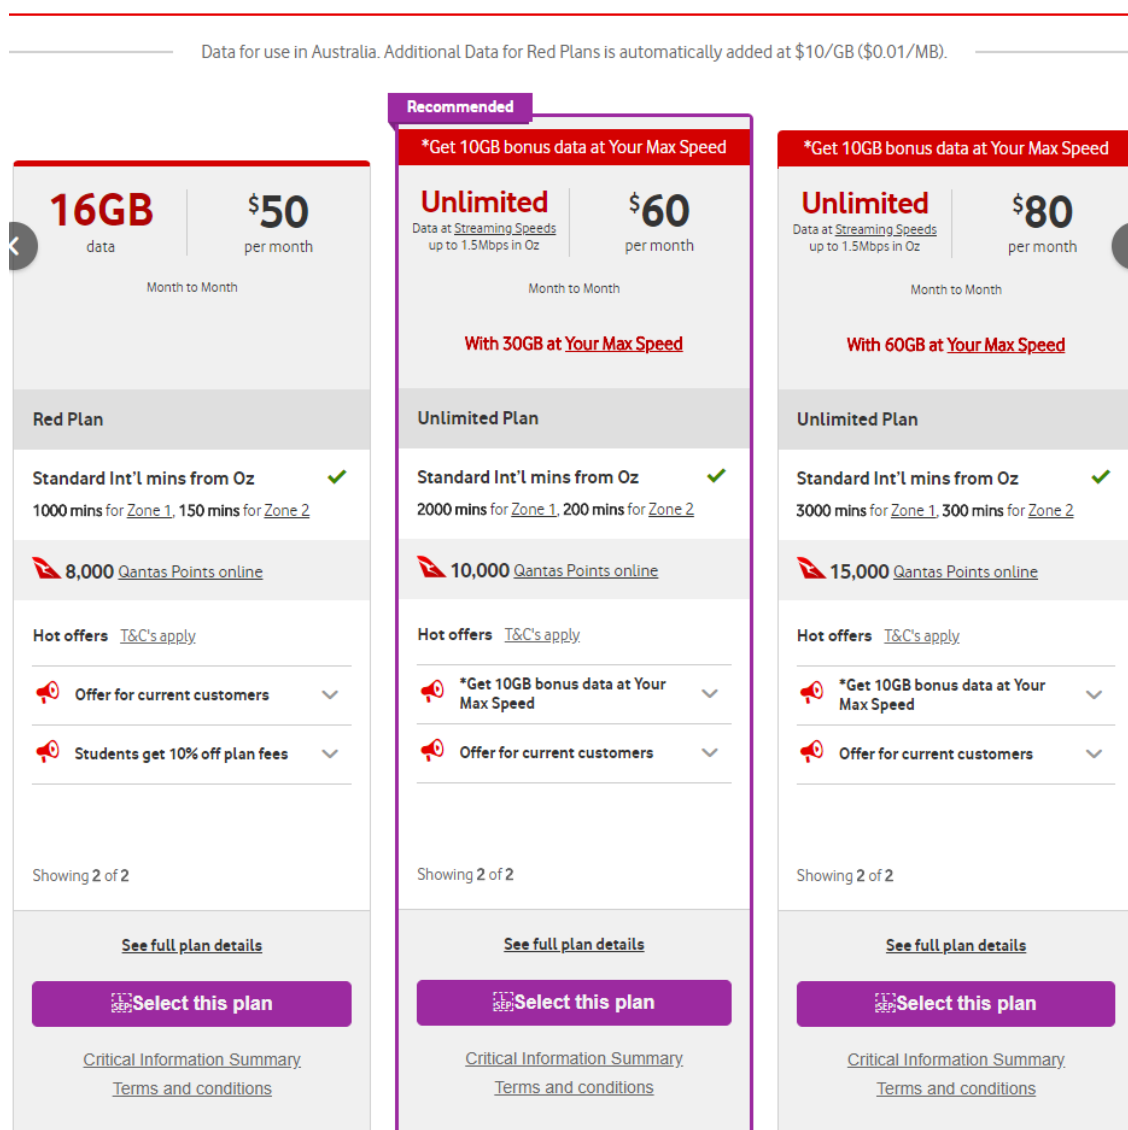 Data for use in Australia. Additional Data for Red Plans is automatically added at $10/GB ($0.01/MB).
16GB
data
$50
per month
Month to Month
Red Plan
Standard Int'l mins from Oz
1000 mins for Zone 1, 150 mins for Zone 2
8,000 Qantas Points online
Hot offers T&C's apply
Offer for current customers
Students get 10% off plan fees
Showing 2 of 2
See full plan details
Select this plan
Critical Information Summary
Terms and conditions
Recommended
*Get 10GB bonus data at Your Max Speed
Unlimited
Data at Streaming Speeds
up to 1.5Mbps in Oz
$60
per month
Month to Month
With 30GB at Your Max Speed
Unlimited Plan
Standard Int'l mins from Oz
2000 mins for Zone 1, 200 mins for Zone 2
10,000 Qantas Points online
Hot offers T&C's apply
*Get 10GB bonus data at Your
Max Speed
Offer for current customers
Showing 2 of 2
See full plan details
Select this plan
Critical Information Summary
Terms and conditions
*Get 10GB bonus data at Your Max Speed
Unlimited
Data at Streaming Speeds
up to 1.5Mbps in Oz
$80
per month
Month to Month
With 60GB at Your Max Speed
Unlimited Plan
Standard Int'l mins from Oz
3000 mins for Zone 1, 300 mins for Zone 2
15,000 Qantas Points online
Hot offers T&C's apply
*Get 10GB bonus data at Your
Max Speed
Offer for current customers
Showing 2 of 2
See full plan details
Select this plan
Critical Information Summary
Terms and conditions